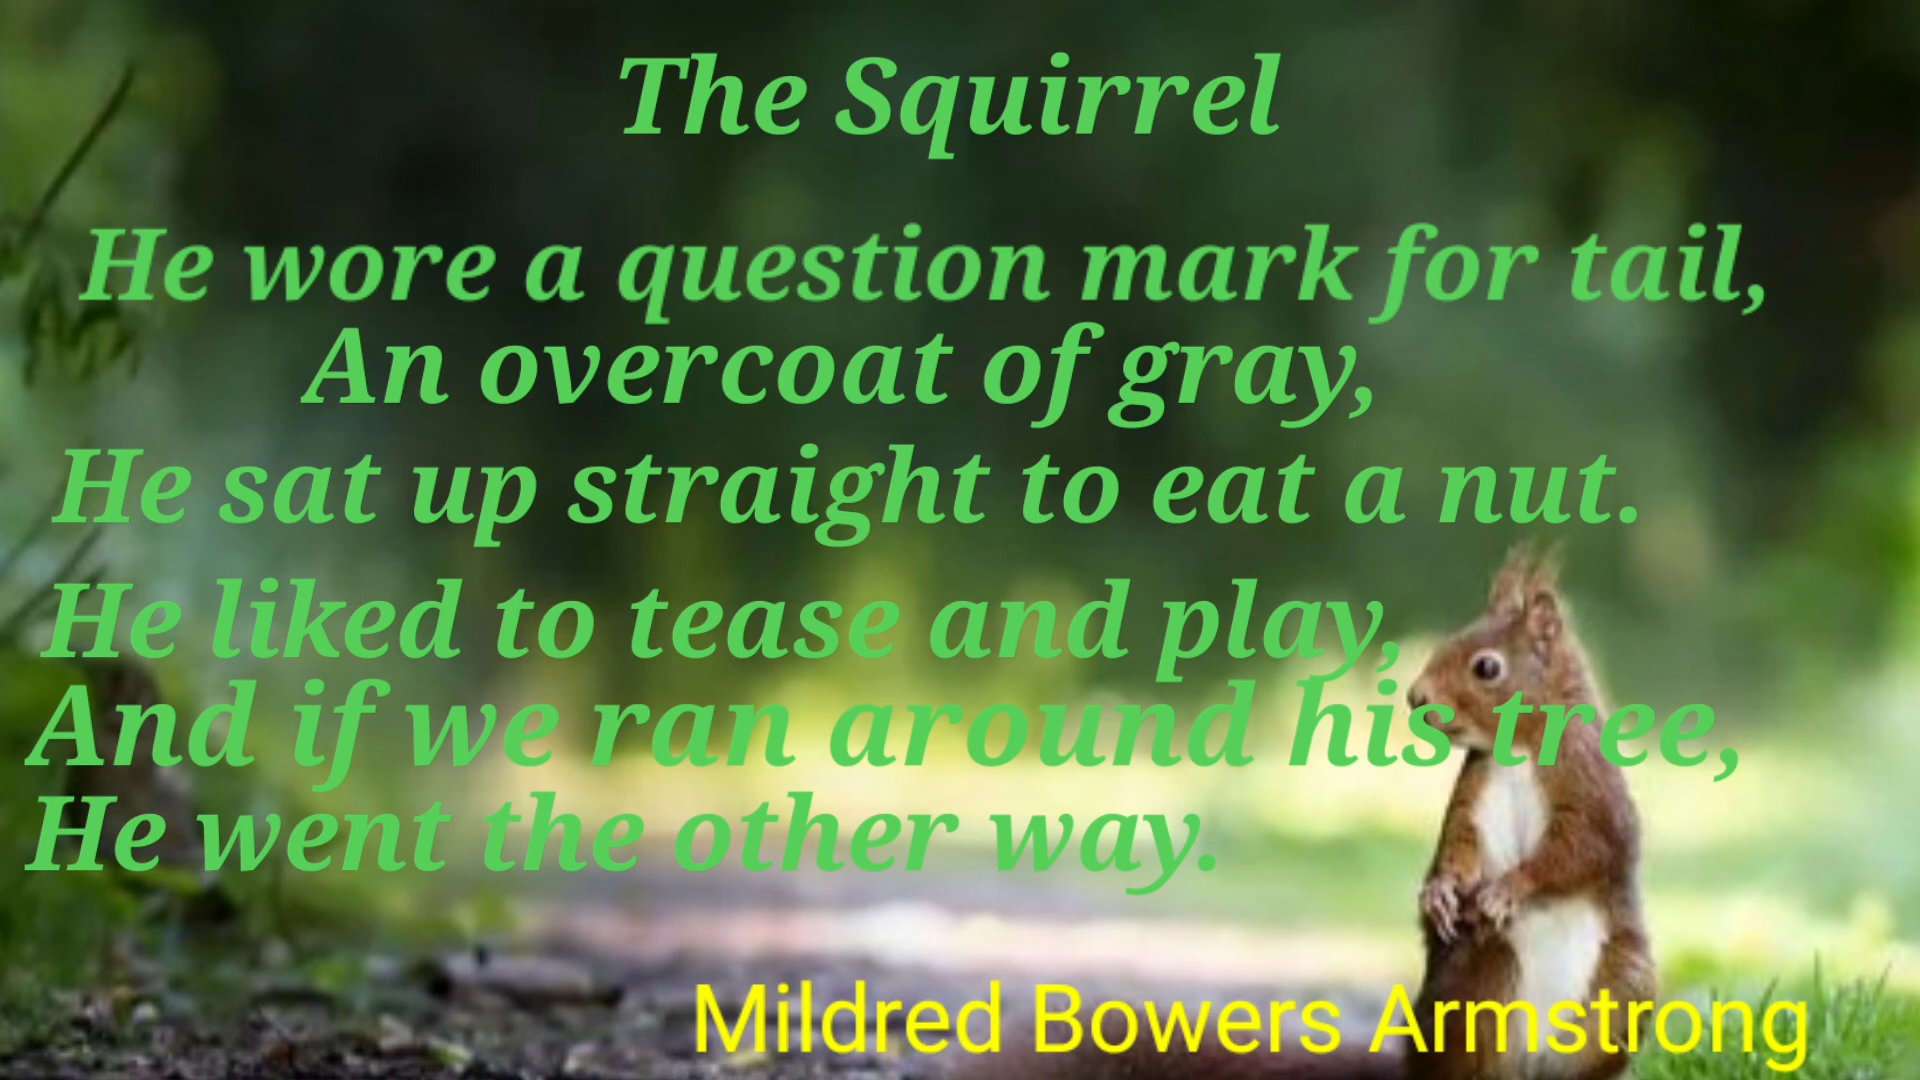 The Squirrel
He wore a question mark for tail,
An overcoat of gray,
He sat up straight to eat a nut.
He liked to tease and play,
And if we ran around his tree,
He went the other way.
Mildred Bowers Armstrong